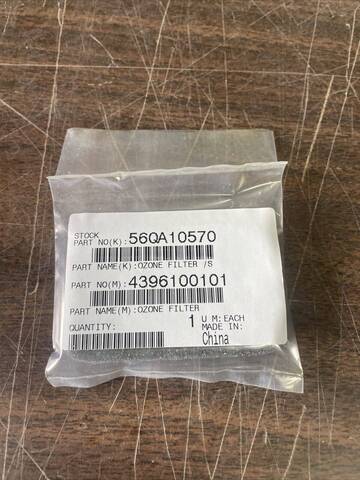 STOCK
PART NO(K):56QA10570
PART NAME(K):OZONE FILTER /S
PART NO(M):4396100101
PART NAME(M):OZONE FILTER
QUANTITY: 1 U M:EACH
MADE IN:
China